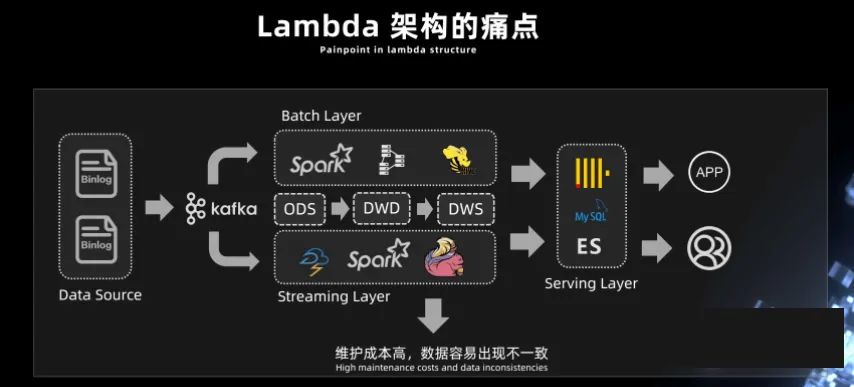 Lambda 架构的痛点
Painpoint in lambda structure
Batch Layer
Spark
Binlog
kafka
ODS
DWD
DWS
APP
Binlog
MySQL
Spark
ES
Data Source
Streaming Layer
Serving Layer
维护成本高，数据容易出现不一致
High maintenance costs and data inconsistencies